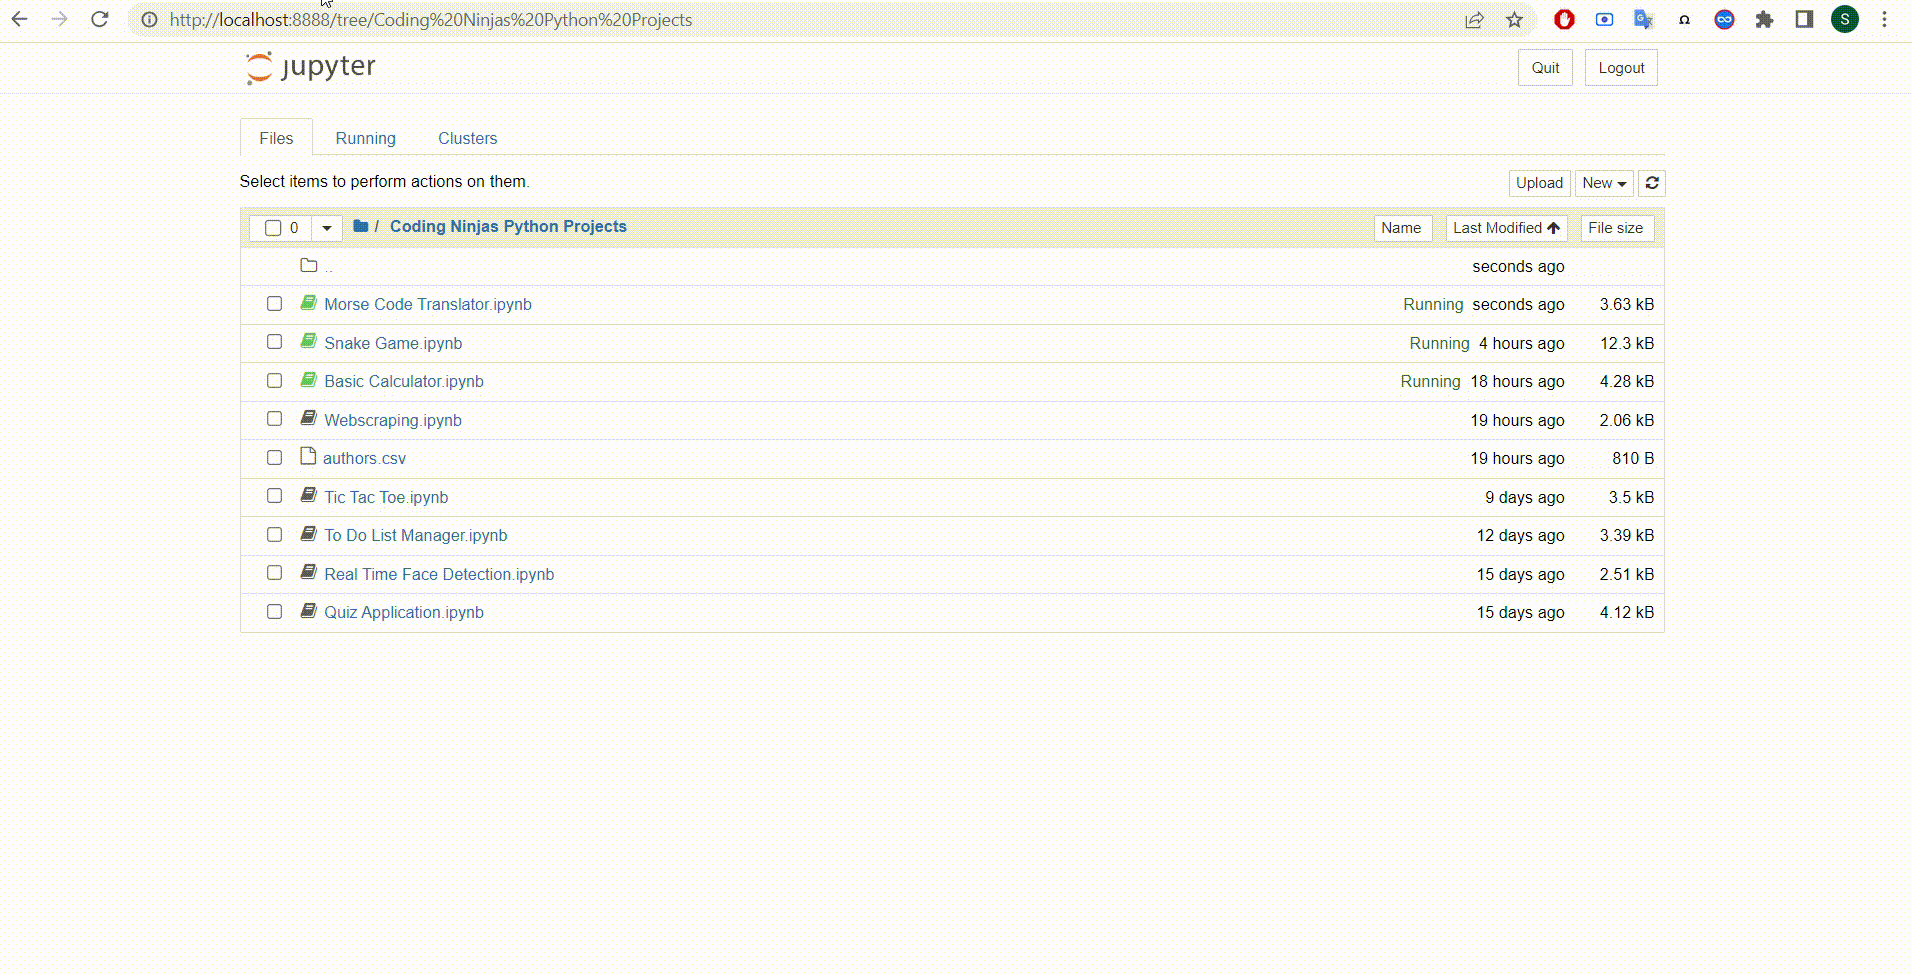 http://localhost:8888/tree/Coding%20Ninjas%20Python%20Projects
S
jupyter
Quit Logout
Files Running Clusters
Select items to perform actions on them.
Upload New
0 / Coding Ninjas Python Projects Name Last Modified File size
.. seconds ago
Morse Code Translator.ipynb Running seconds ago 3.63 kB
Snake Game.ipynb Running 4 hours ago 12.3 kB
Basic Calculator.ipynb Running 18 hours ago 4.28 kB
Webscraping.ipynb 19 hours ago 2.06 kB
authors.csv 19 hours ago 810 B
Tic Tac Toe.ipynb 9 days ago 3.5 kB
To Do List Manager.ipynb 12 days ago 3.39 kB
Real Time Face Detection.ipynb 15 days ago 2.51 kB
Quiz Application.ipynb 15 days ago 4.12 kB